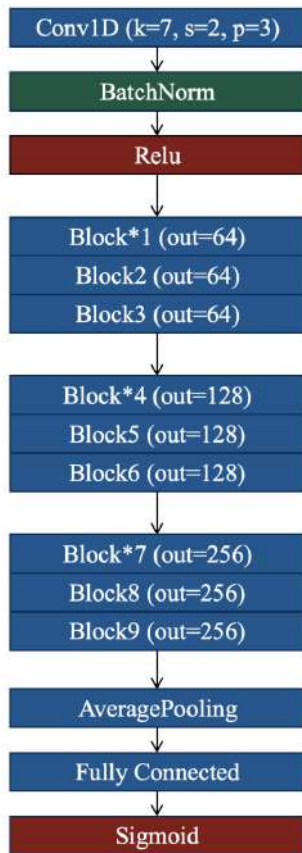 Conv1D (k=7, s=2, p=3)
BatchNorm
Relu
Block*1 (out=64)
Block2 (out=64)
Block3 (out=64)
Block*4 (out=128)
Block5 (out=128)
Block6 (out=128)
Block*7 (out=256)
Block8 (out=256)
Block9 (out=256)
AveragePooling
Fully Connected
Sigmoid